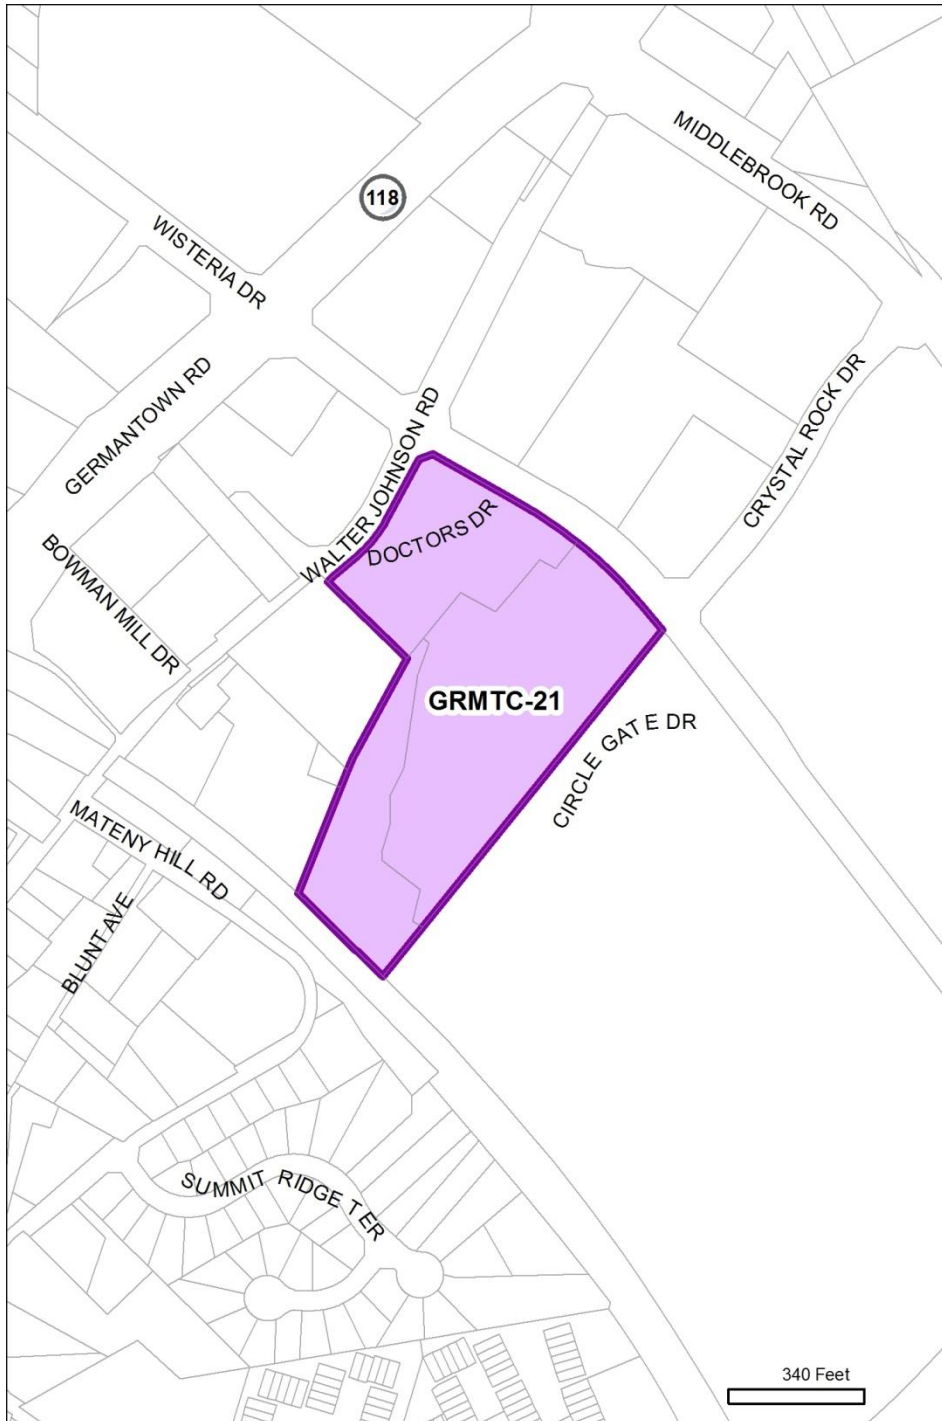 MIDDLEBROOK RD
118
WISTERIA DR
GERMANTOWN RD
CRYSTAL ROCK DR
WALTER JOHNSON RD
DOCTORS DR
BOWMAN MILL DR
GRMTC-21
CIRCLE GATE DR
MATENY HILL RD
BLUNT AVE
SUMMIT RIDGE TER
340 Feet